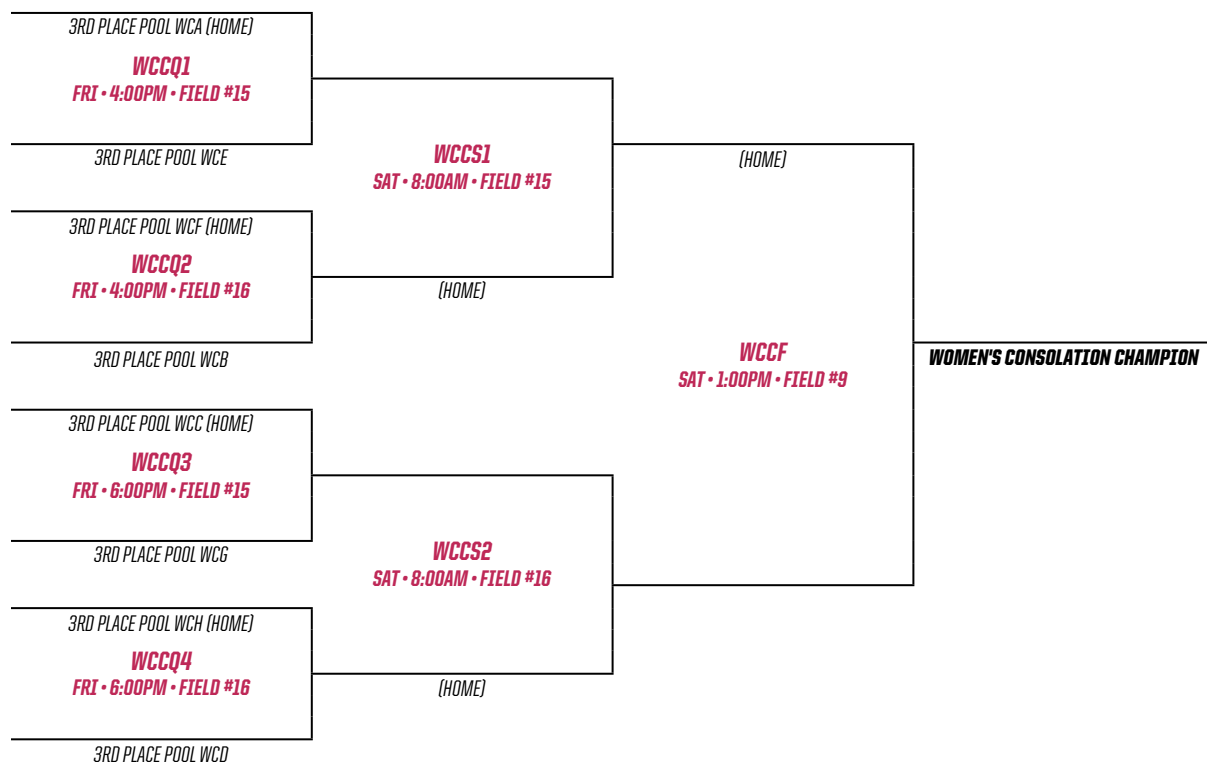 3RD PLACE POOL WCA (HOME)
WCCQ1
FRI • 4:00PM • FIELD #15
3RD PLACE POOL WCE
3RD PLACE POOL WCF (HOME)
WCCQ2
FRI • 4:00PM • FIELD #16
3RD PLACE POOL WCB
3RD PLACE POOL WCC (HOME)
WCCQ3
FRI • 6:00PM • FIELD #15
3RD PLACE POOL WCG
3RD PLACE POOL WCH (HOME)
WCCQ4
FRI • 6:00PM • FIELD #16
3RD PLACE POOL WCD
WCCS1
SAT • 8:00AM • FIELD #15
(HOME)
WCCS2
SAT • 8:00AM • FIELD #16
(HOME)
(HOME)
WCCF
SAT • 1:00PM • FIELD #9
WOMEN'S CONSOLATION CHAMPION